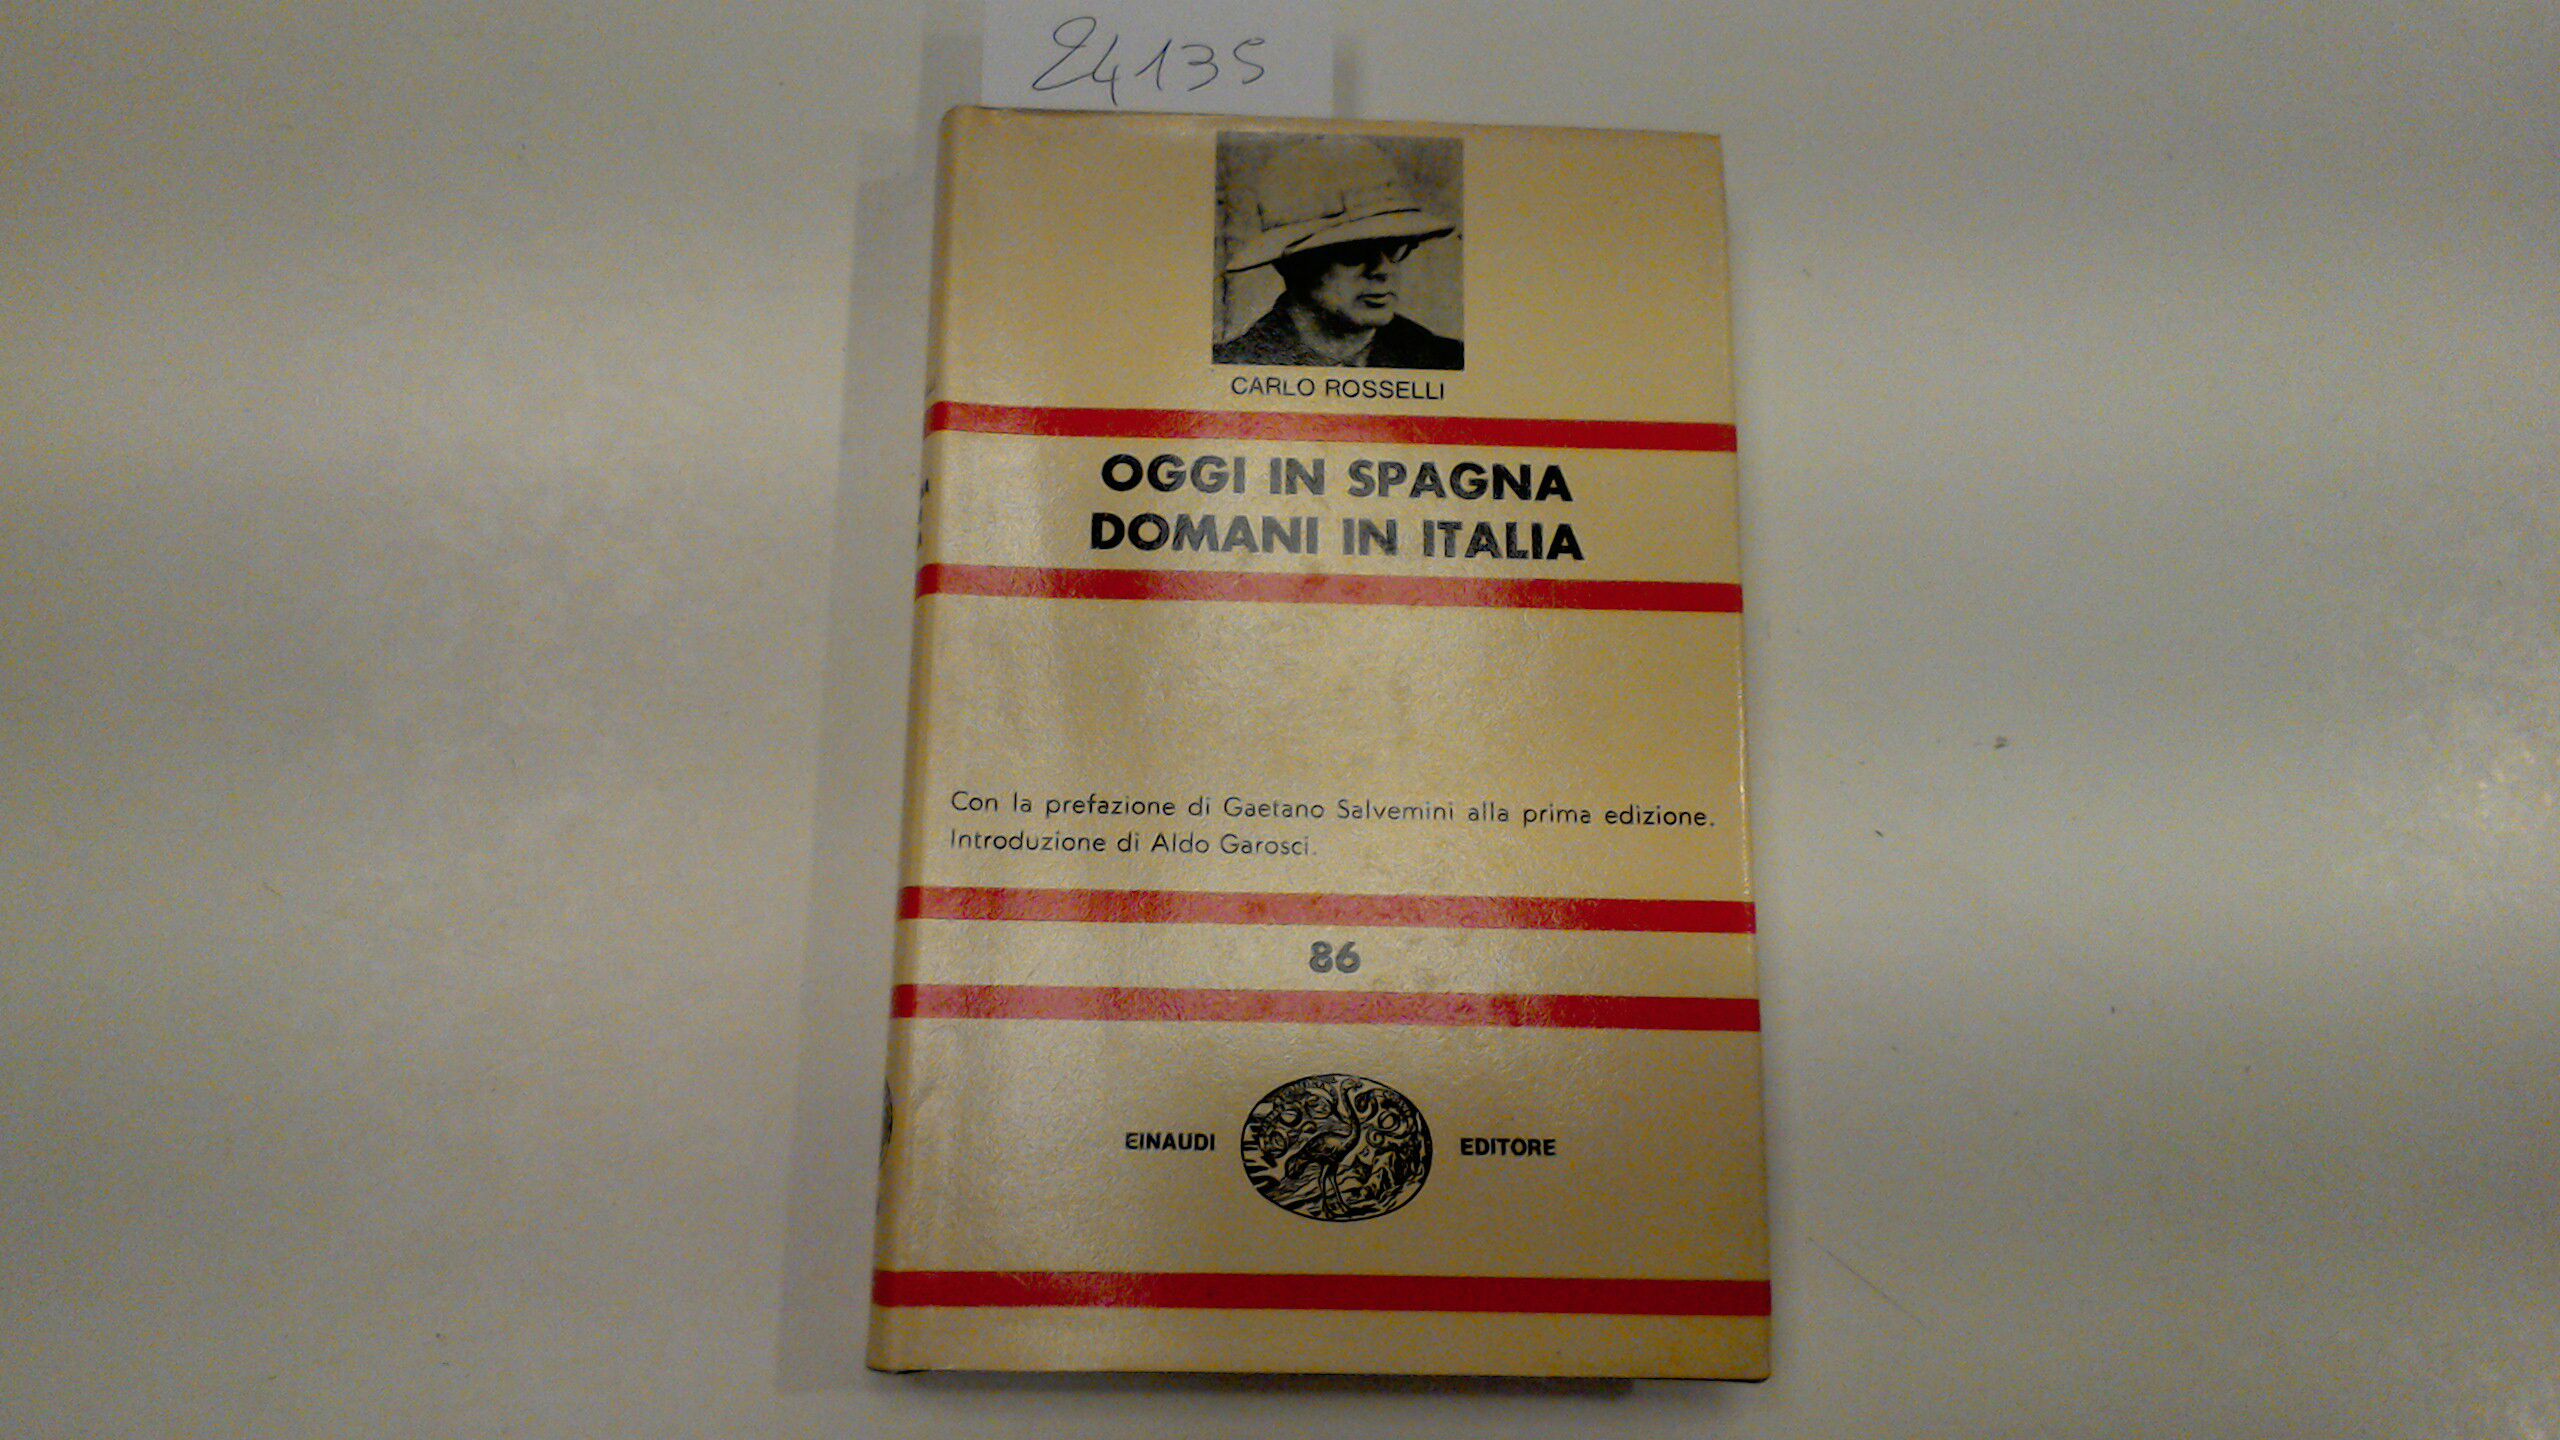 24135
CARLO ROSSELLI
OGGI IN SPAGNA
DOMANI IN ITALIA
Con la prefazione di Gaetano Salvemini alla prima edizione.
Introduzione di Aldo Garosci.
86
EINAUDI EDITORE